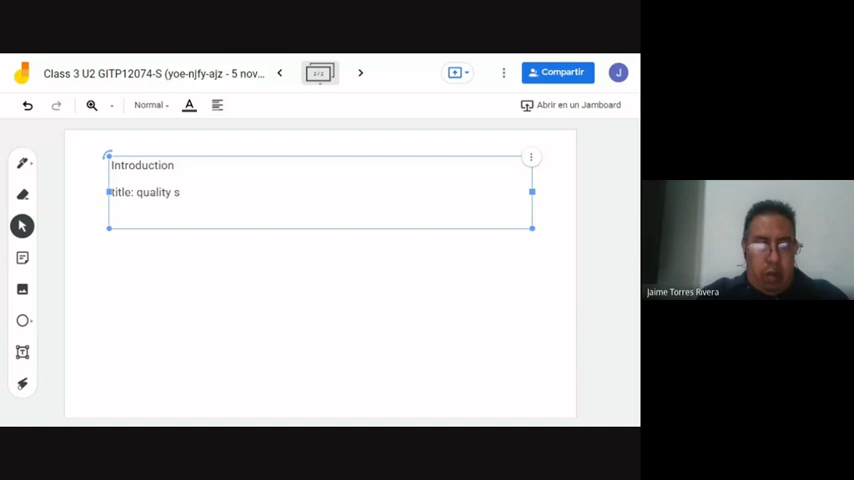 Class 3 U2 GITP12074-S (yoe-njfy-ajz - 5 nov...
2/2
Compartir
J
Normal
A
Abrir en un Jamboard
Introduction
title: quality s
Jaime Torres Rivera